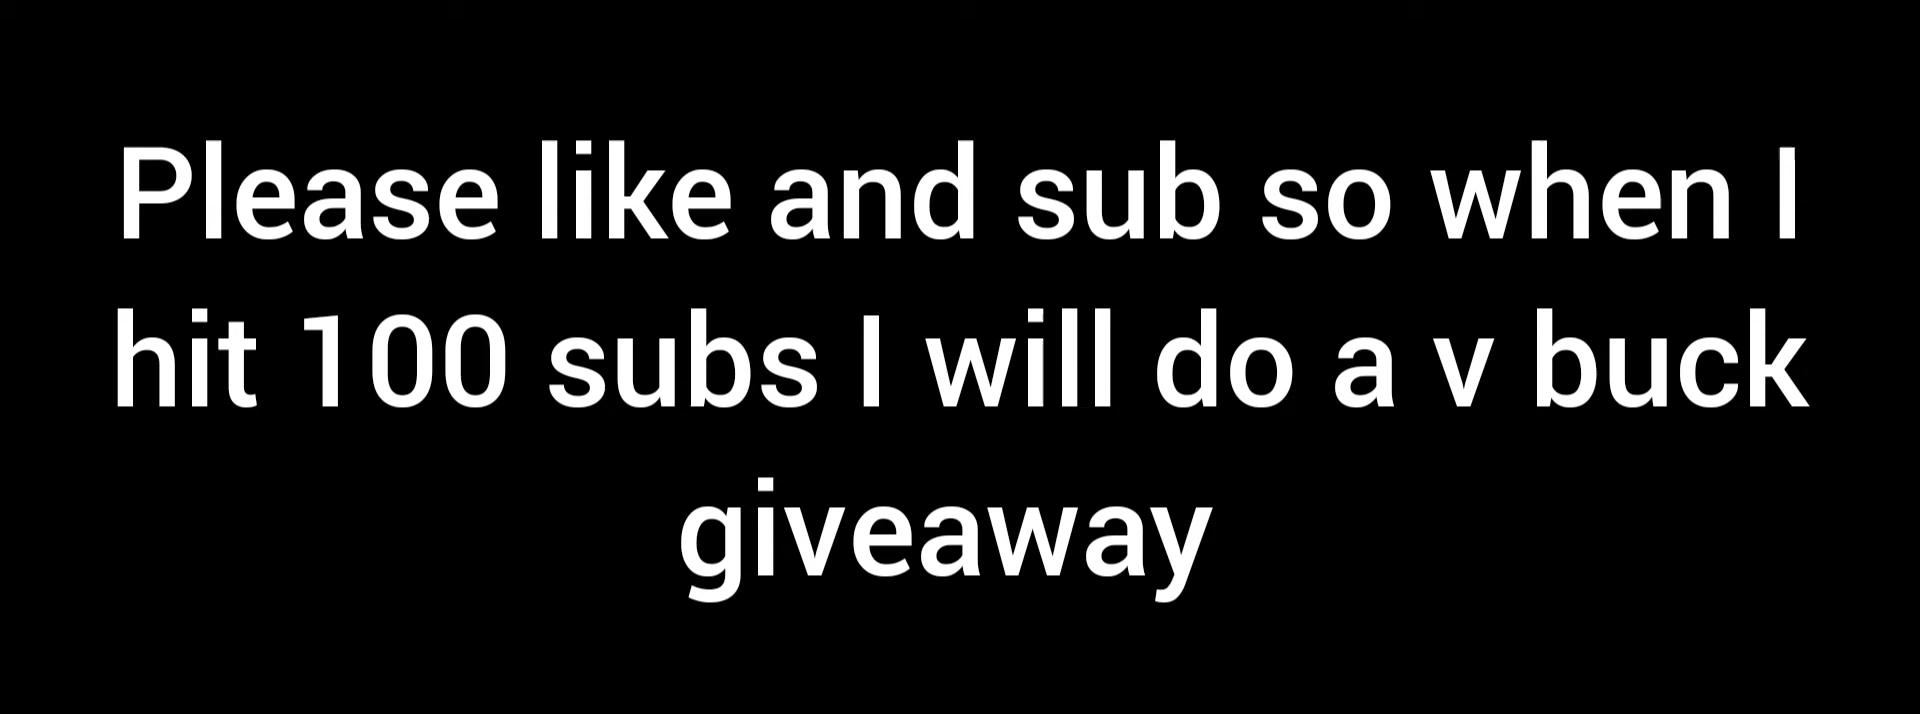 Please like and sub so when I
hit 100 subs I will do a v buck
giveaway